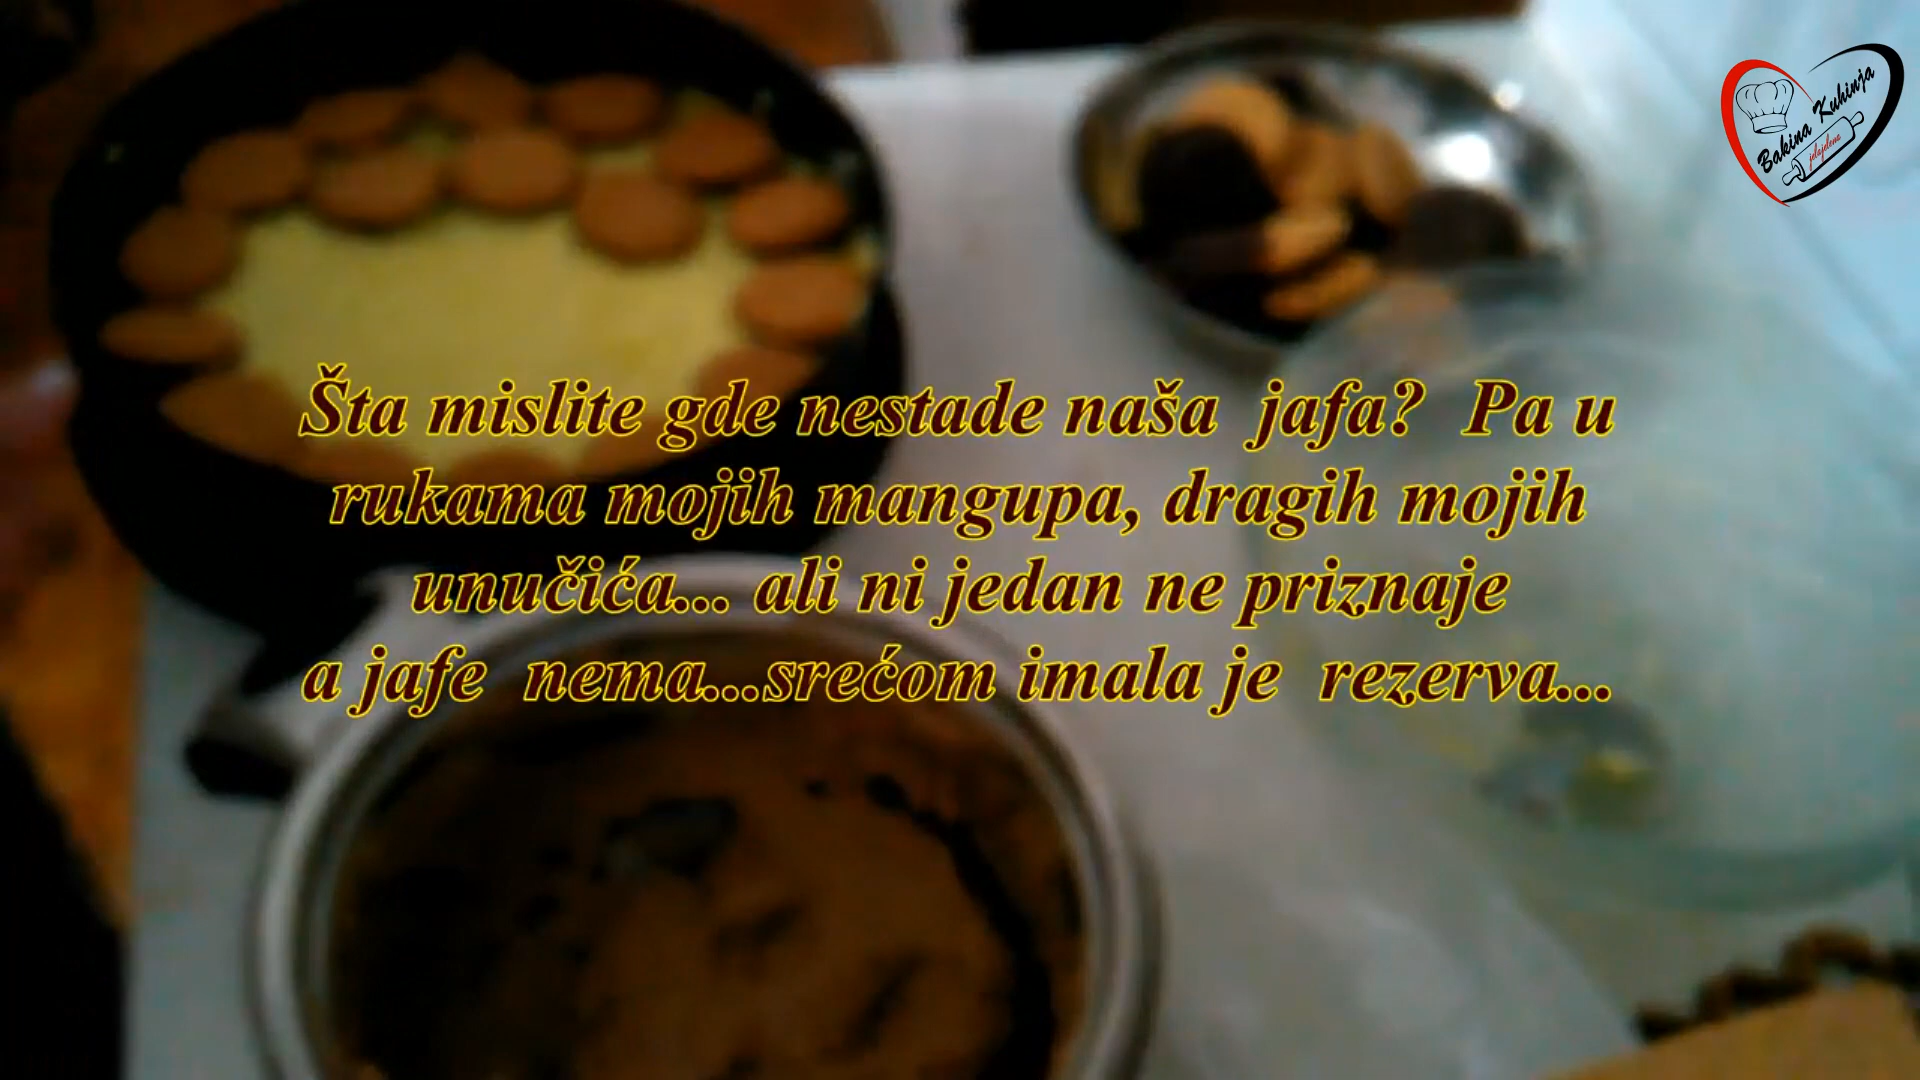 Bakina Kuhinja
jelajelena
Šta mislite gde nestade naša jafa? Pa u
rukama mojih mangupa, dragih mojih
unučića... ali ni jedan ne priznaje
a jafe nema...srećom imala je rezerva...